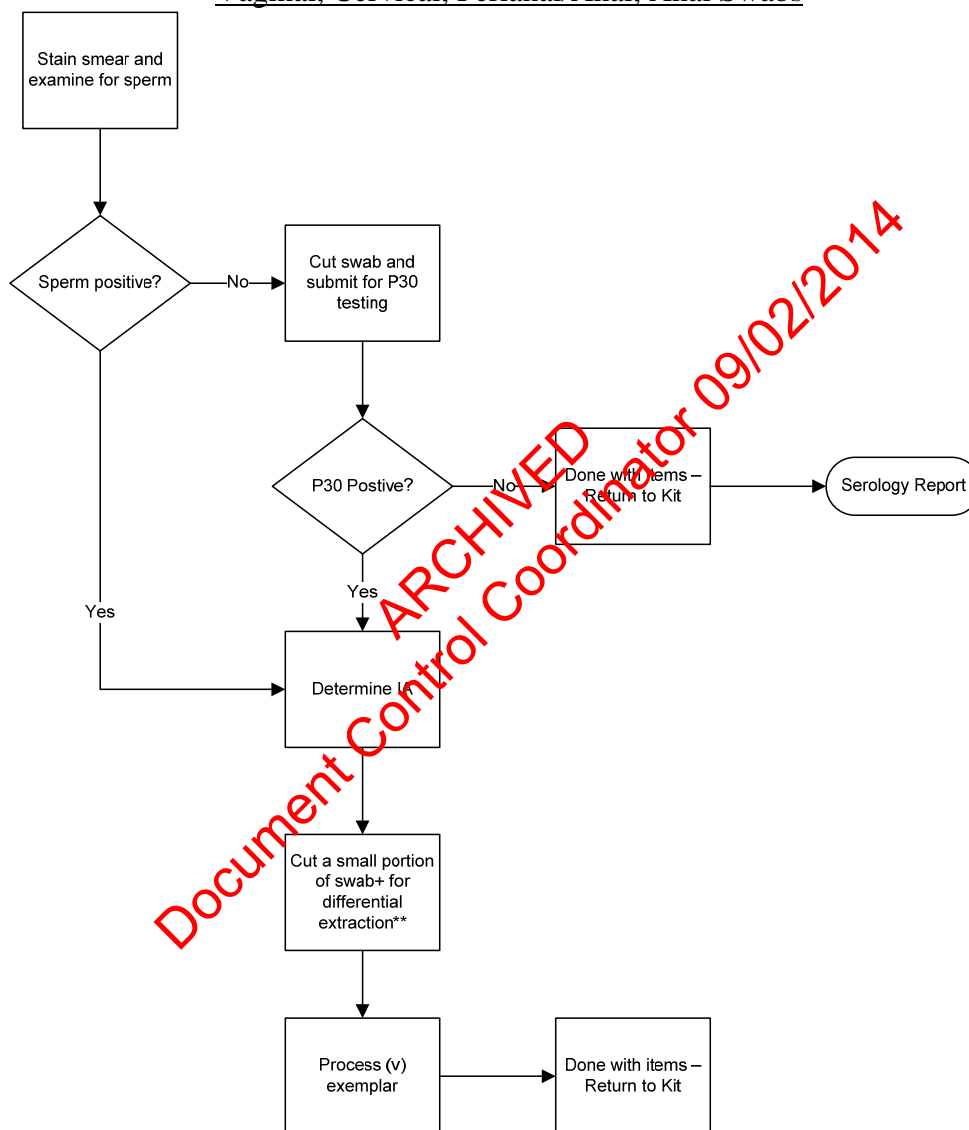 Vaginal, Cervical, Perianal/Anal, Anal Swabs
Stain smear and
examine for sperm
Sperm positive?
No
Cut swab and
submit for P30
testing
P30 Postive?
No
Done with items –
Return to Kit
Serology Report
Yes
Yes
Determine IA
Cut a small portion
of swab+ for
differential
extraction**
Process (v)
exemplar
Done with items –
Return to Kit
ARCHIVED
Document Control Coordinator 09/02/2014